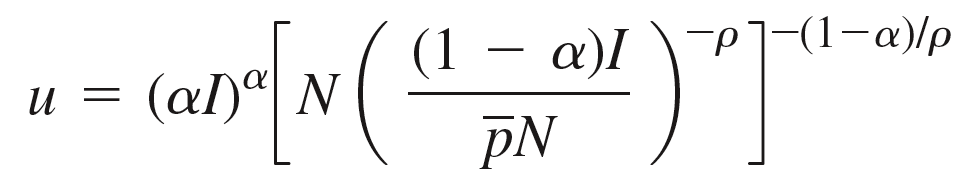 u = (αI)^α [ N ( (1 − α)I / p̅N )^−ρ ]^−(1−α)/ρ